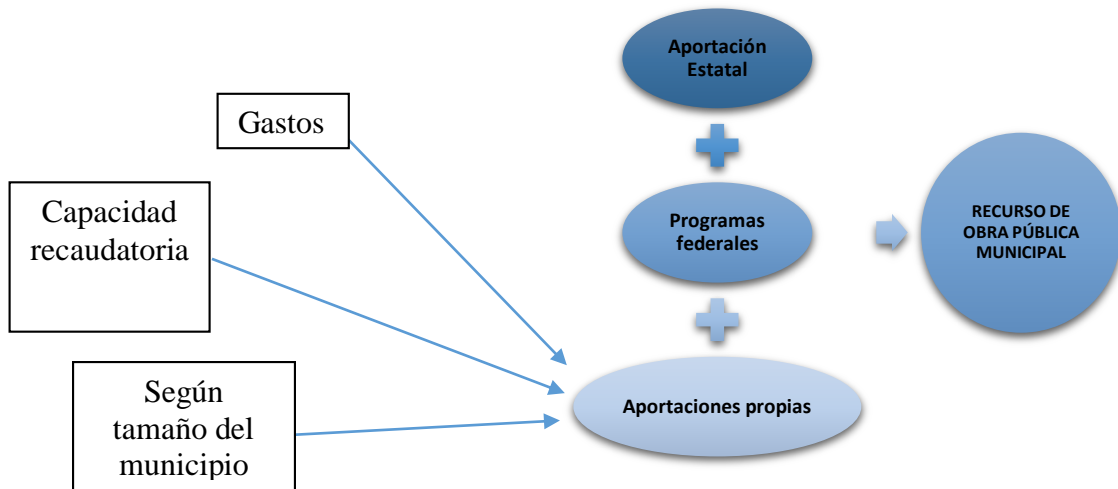 Aportación
Estatal
Gastos
Capacidad
recaudatoria
Programas
federales
RECURSO DE
OBRA PÚBLICA
MUNICIPAL
Según
tamaño del
municipio
Aportaciones propias